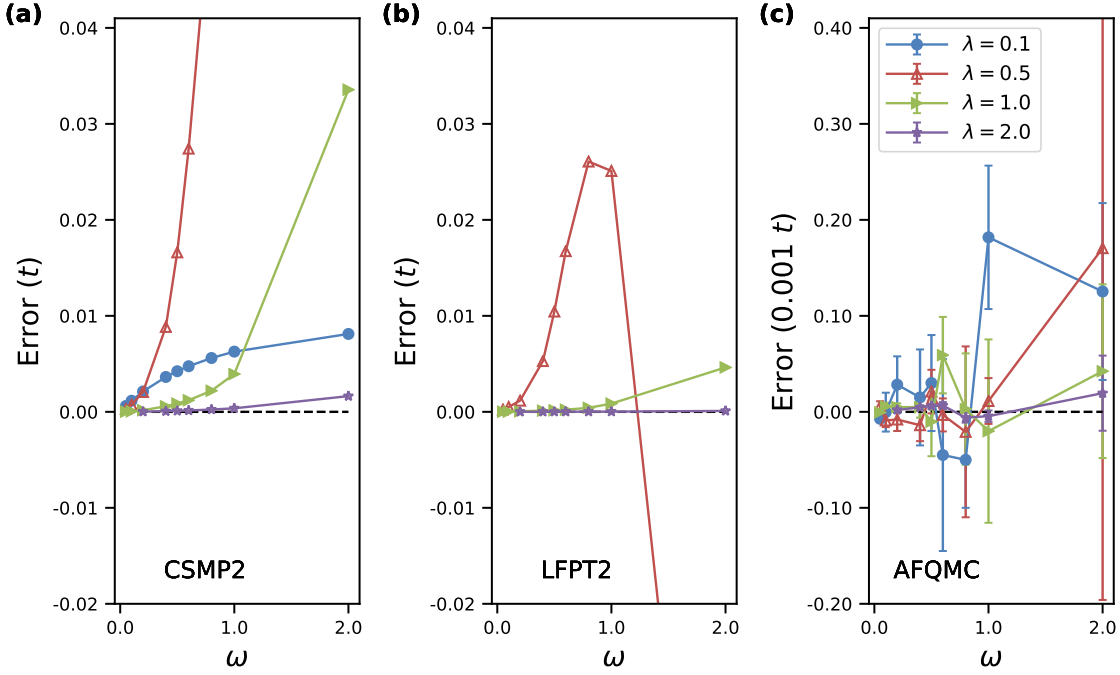 (a)
(b)
(c)
0.04
0.03
0.02
0.01
0.00
-0.01
-0.02
Error (t)
CSMP2
0.0
1.0
2.0
ω
0.04
0.03
0.02
0.01
0.00
-0.01
-0.02
Error (t)
LFPT2
0.0
1.0
2.0
ω
0.40
0.30
0.20
0.10
0.00
-0.10
-0.20
Error (0.001 t)
λ = 0.1
λ = 0.5
λ = 1.0
λ = 2.0
AFQMC
0.0
1.0
2.0
ω